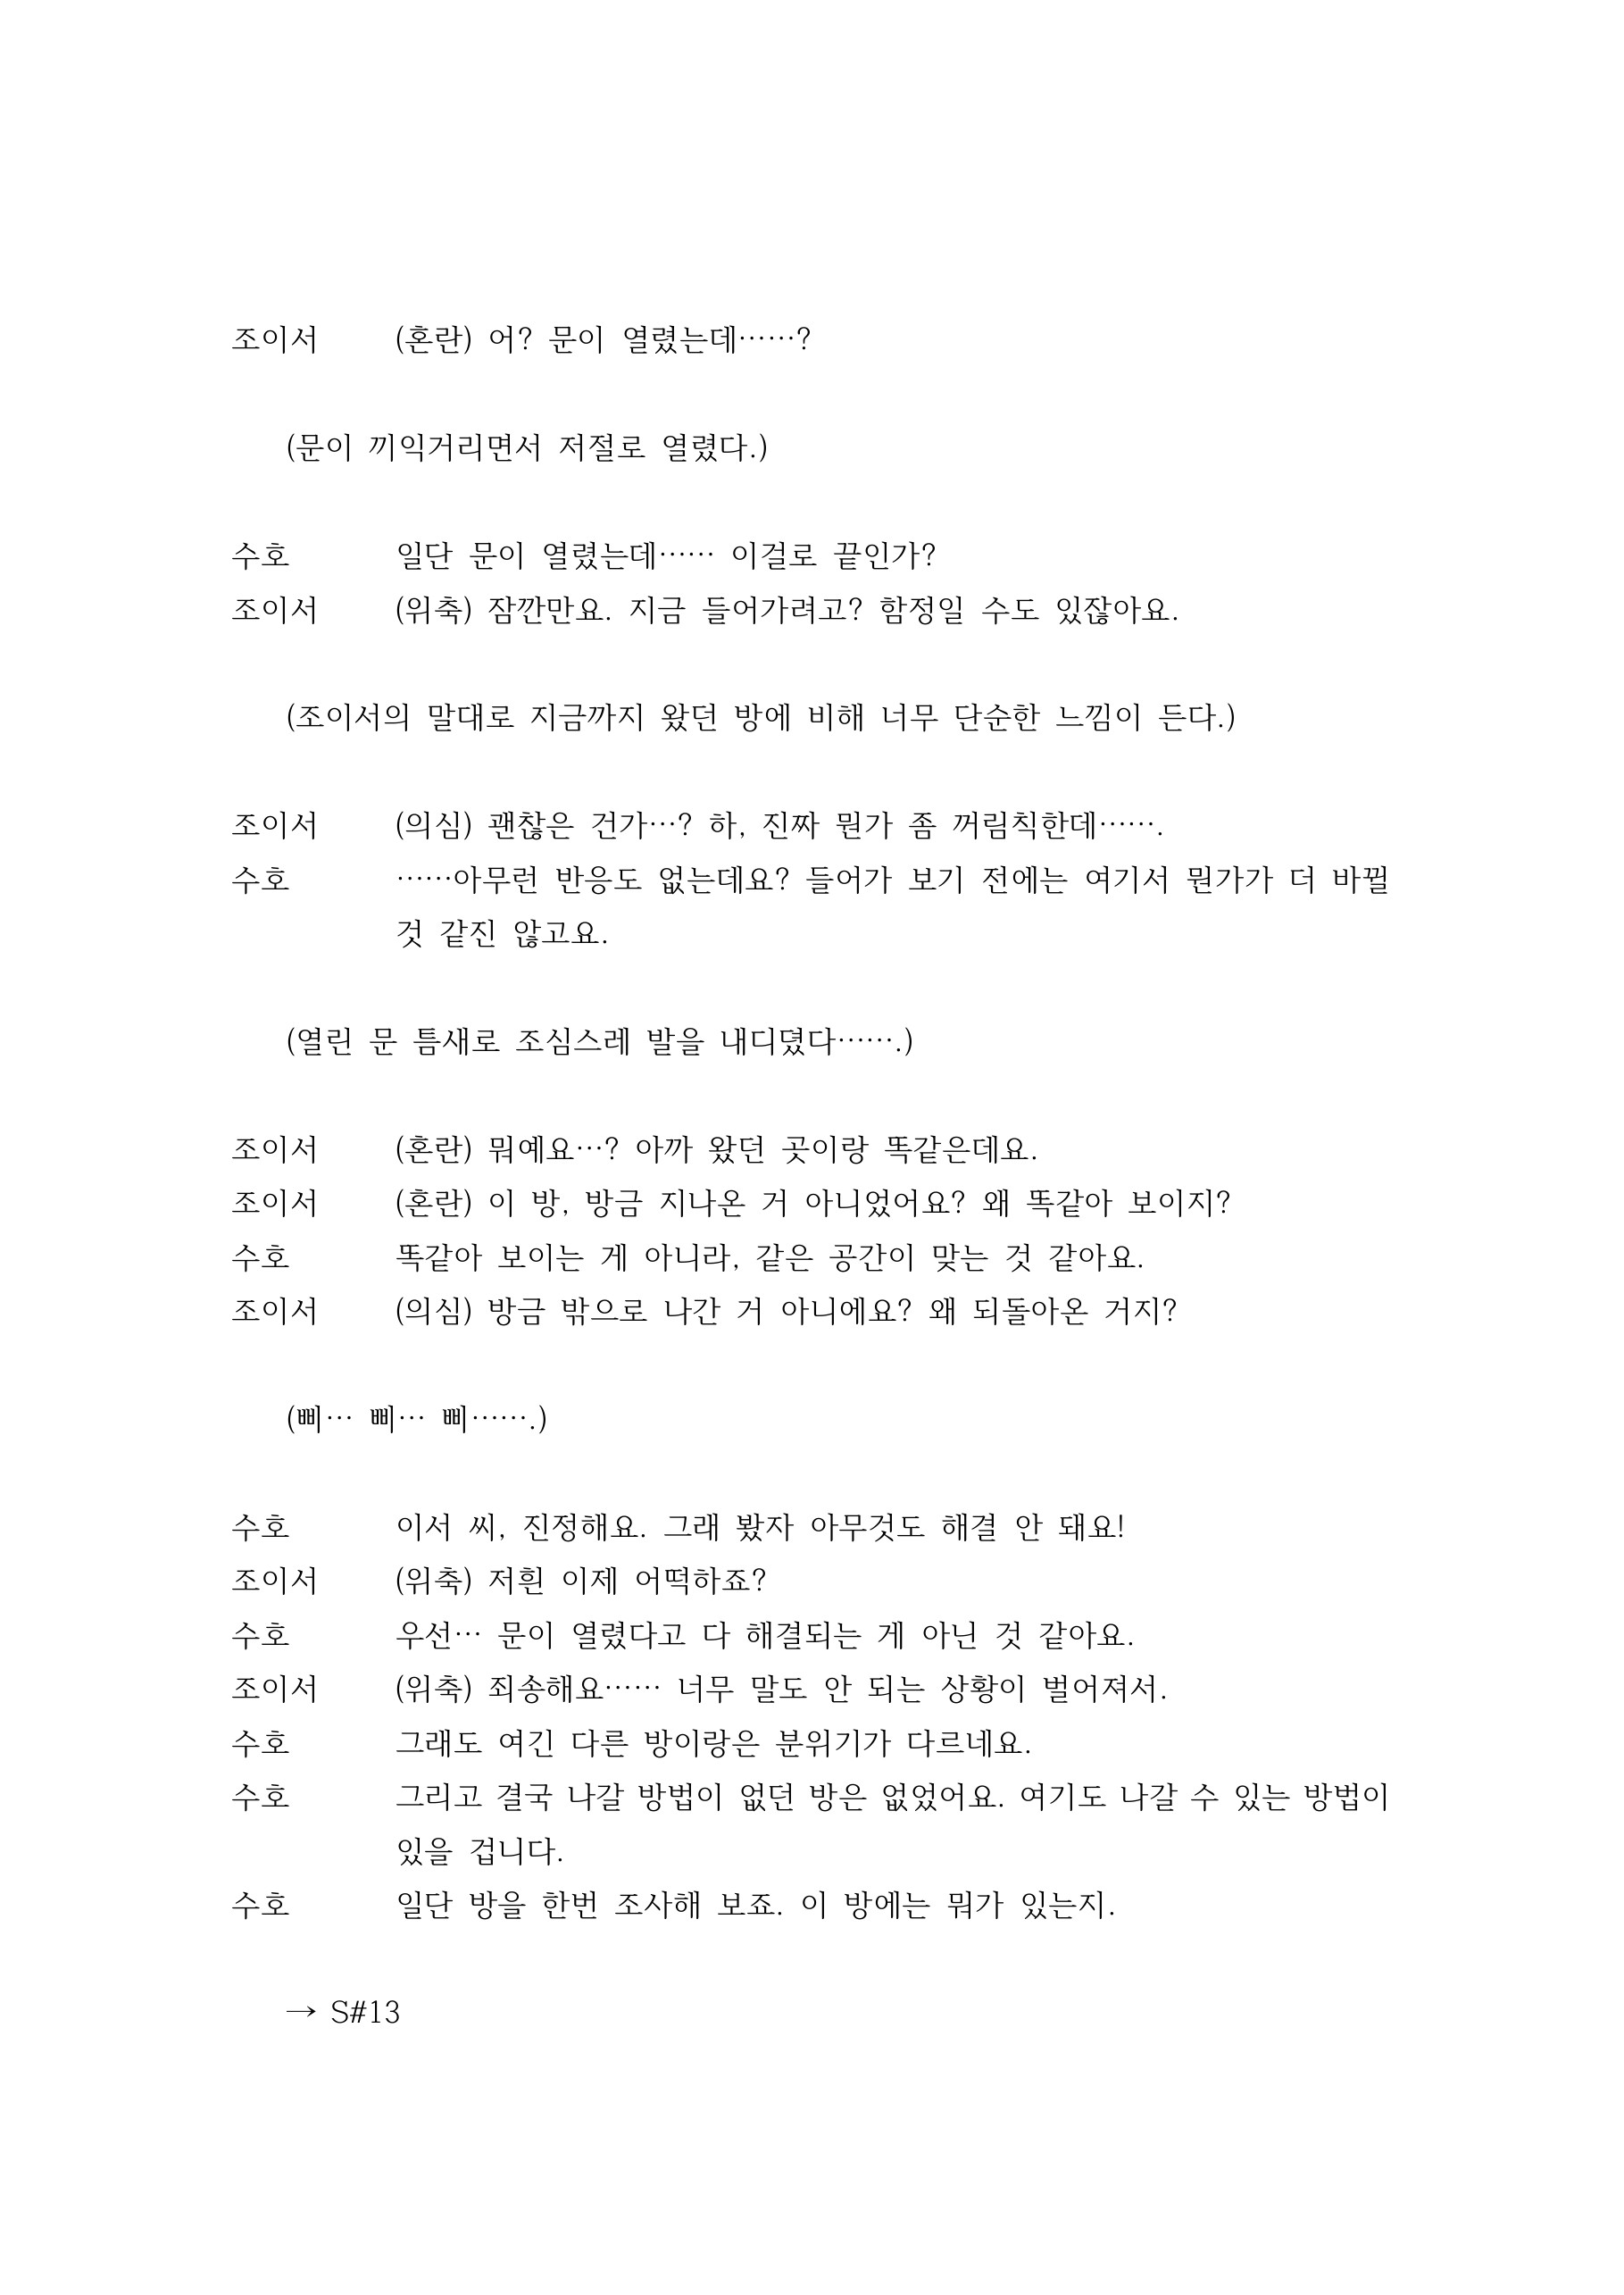 조이서 (혼란) 어? 문이 열렸는데……?
(문이 끼익거리면서 저절로 열렸다.)
수호 일단 문이 열렸는데…… 이걸로 끝인가?
조이서 (위축) 잠깐만요. 지금 들어가려고? 함정일 수도 있잖아요.
(조이서의 말대로 지금까지 왔던 방에 비해 너무 단순한 느낌이 든다.)
조이서 (의심) 괜찮은 건가…? 하, 진짜 뭔가 좀 꺼림칙한데…….
수호 ……아무런 반응도 없는데요? 들어가 보기 전에는 여기서 뭔가가 더 바뀔
것 같진 않고요.
(열린 문 틈새로 조심스레 발을 내디뎠다…….)
조이서 (혼란) 뭐예요…? 아까 왔던 곳이랑 똑같은데요.
조이서 (혼란) 이 방, 방금 지나온 거 아니었어요? 왜 똑같아 보이지?
수호 똑같아 보이는 게 아니라, 같은 공간이 맞는 것 같아요.
조이서 (의심) 방금 밖으로 나간 거 아니에요? 왜 되돌아온 거지?
(삐… 삐… 삐…….)
수호 이서 씨, 진정해요. 그래 봤자 아무것도 해결 안 돼요!
조이서 (위축) 저흰 이제 어떡하죠?
수호 우선… 문이 열렸다고 다 해결되는 게 아닌 것 같아요.
조이서 (위축) 죄송해요…… 너무 말도 안 되는 상황이 벌어져서.
수호 그래도 여긴 다른 방이랑은 분위기가 다르네요.
수호 그리고 결국 나갈 방법이 없던 방은 없었어요. 여기도 나갈 수 있는 방법이
있을 겁니다.
수호 일단 방을 한번 조사해 보죠. 이 방에는 뭐가 있는지.
→ S#13